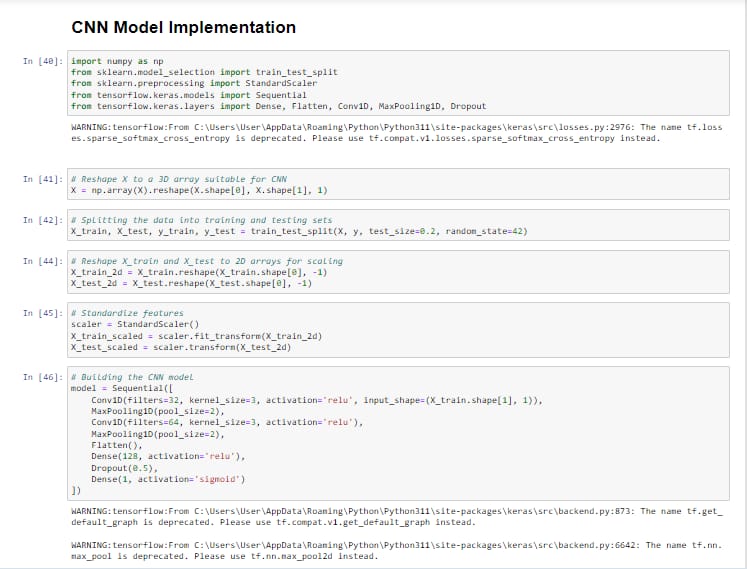 CNN Model Implementation
In [40]: import numpy as np
from sklearn.model_selection import train_test_split
from sklearn.preprocessing import StandardScaler
from tensorflow.keras.models import Sequential
from tensorflow.keras.layers import Dense, Flatten, Conv1D, MaxPooling1D, Dropout
WARNING:tensorflow:From C:\Users\User\AppData\Roaming\Python\Python311\site-packages\keras\src\losses.py:2976: The name tf.loss
es.sparse_softmax_cross_entropy is deprecated. Please use tf.compat.v1.losses.sparse_softmax_cross_entropy instead.
In [41]: # Reshape X to a 3D array suitable for CNN
X = np.array(X).reshape(X.shape[0], X.shape[1], 1)
In [42]: # Splitting the data into training and testing sets
X_train, X_test, y_train, y_test = train_test_split(X, y, test_size=0.2, random_state=42)
In [44]: # Reshape X_train and X_test to 2D arrays for scaling
X_train_2d = X_train.reshape(X_train.shape[0], -1)
X_test_2d = X_test.reshape(X_test.shape[0], -1)
In [45]: # Standardize features
scaler = StandardScaler()
X_train_scaled = scaler.fit_transform(X_train_2d)
X_test_scaled = scaler.transform(X_test_2d)
In [46]: # Building the CNN model
model = Sequential([
Conv1D(filters=32, kernel_size=3, activation='relu', input_shape=(X_train.shape[1], 1)),
MaxPooling1D(pool_size=2),
Conv1D(filters=64, kernel_size=3, activation='relu'),
MaxPooling1D(pool_size=2),
Flatten(),
Dense(128, activation='relu'),
Dropout(0.5),
Dense(1, activation='sigmoid')
])
WARNING:tensorflow:From C:\Users\User\AppData\Roaming\Python\Python311\site-packages\keras\src\backend.py:873: The name tf.get_
default_graph is deprecated. Please use tf.compat.v1.get_default_graph instead.
WARNING:tensorflow:From C:\Users\User\AppData\Roaming\Python\Python311\site-packages\keras\src\backend.py:6642: The name tf.nn.
max_pool is deprecated. Please use tf.nn.max_pool2d instead.